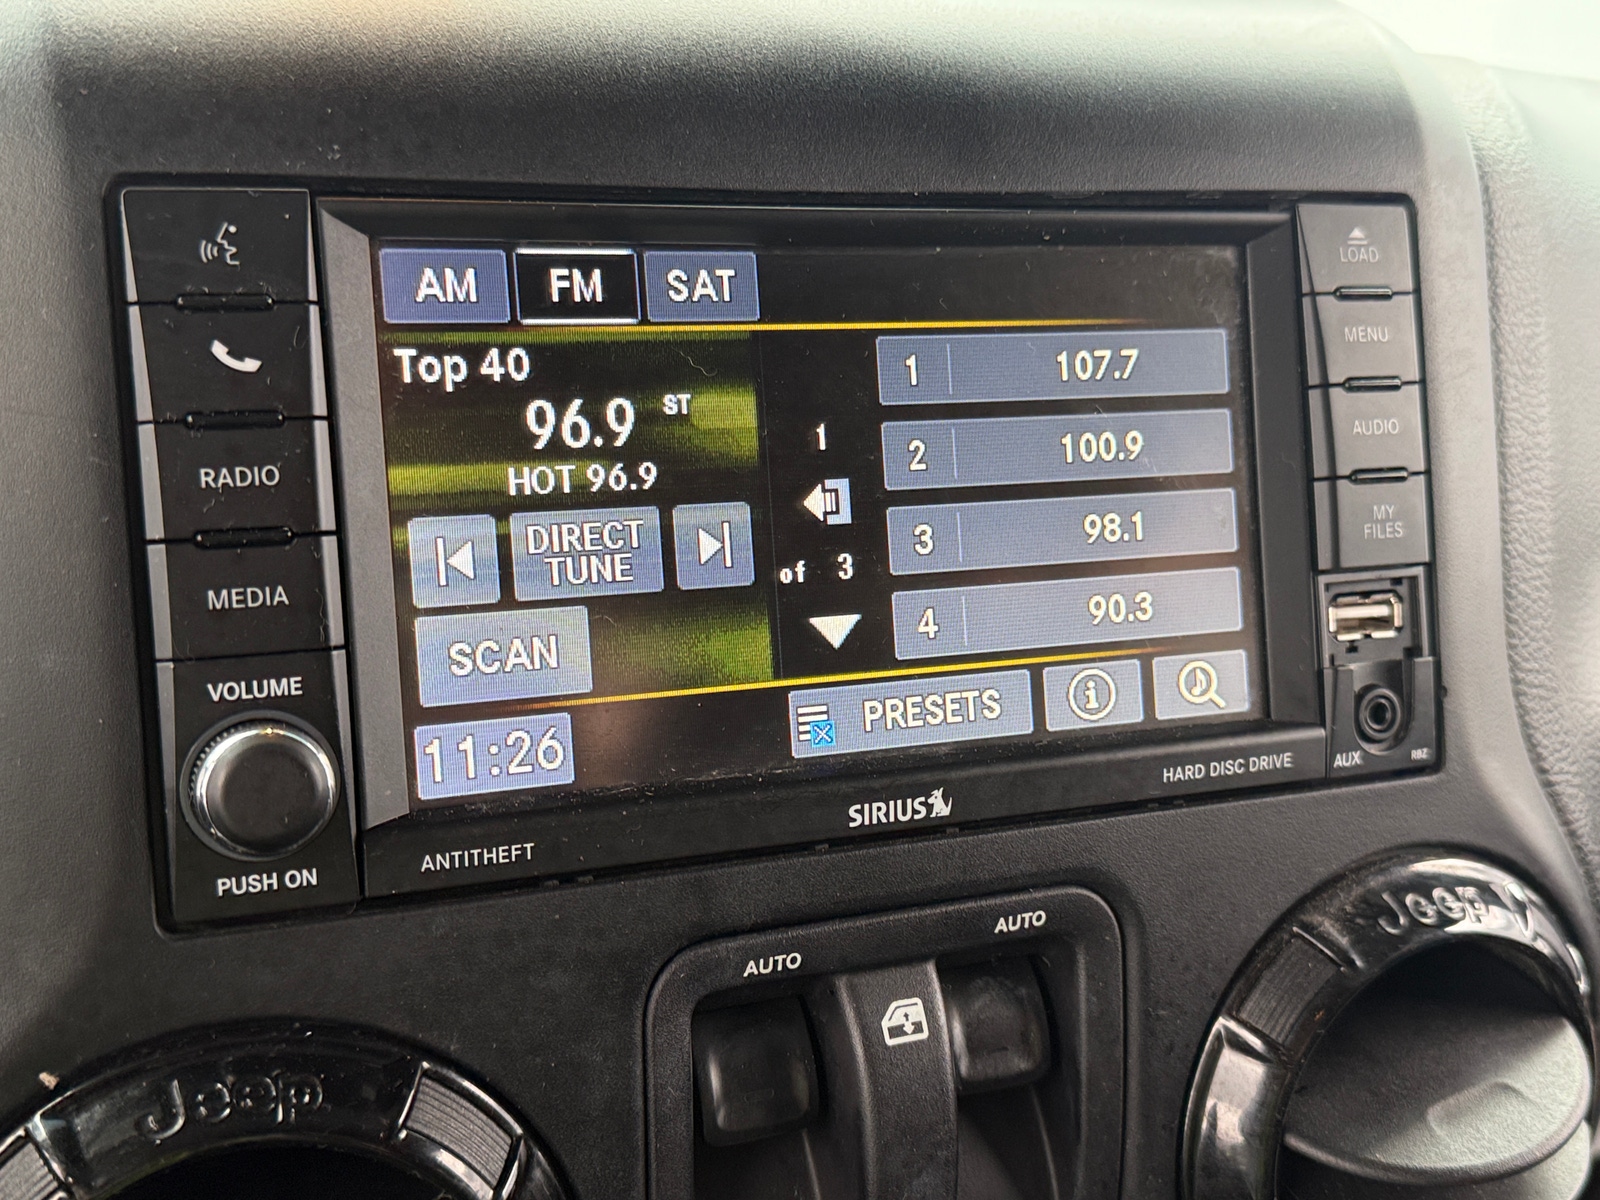 AM FM SAT
Top 40
96.9 ST
HOT 96.9
DIRECT
TUNE
SCAN
11:26
1
of 3
1 107.7
2 100.9
3 98.1
4 90.3
PRESETS
i
RADIO
MEDIA
VOLUME
PUSH ON
LOAD
MENU
AUDIO
MY
FILES
AUX
RBZ
HARD DISC DRIVE
SIRIUS
ANTITHEFT
AUTO
AUTO
Jeep
Jeep